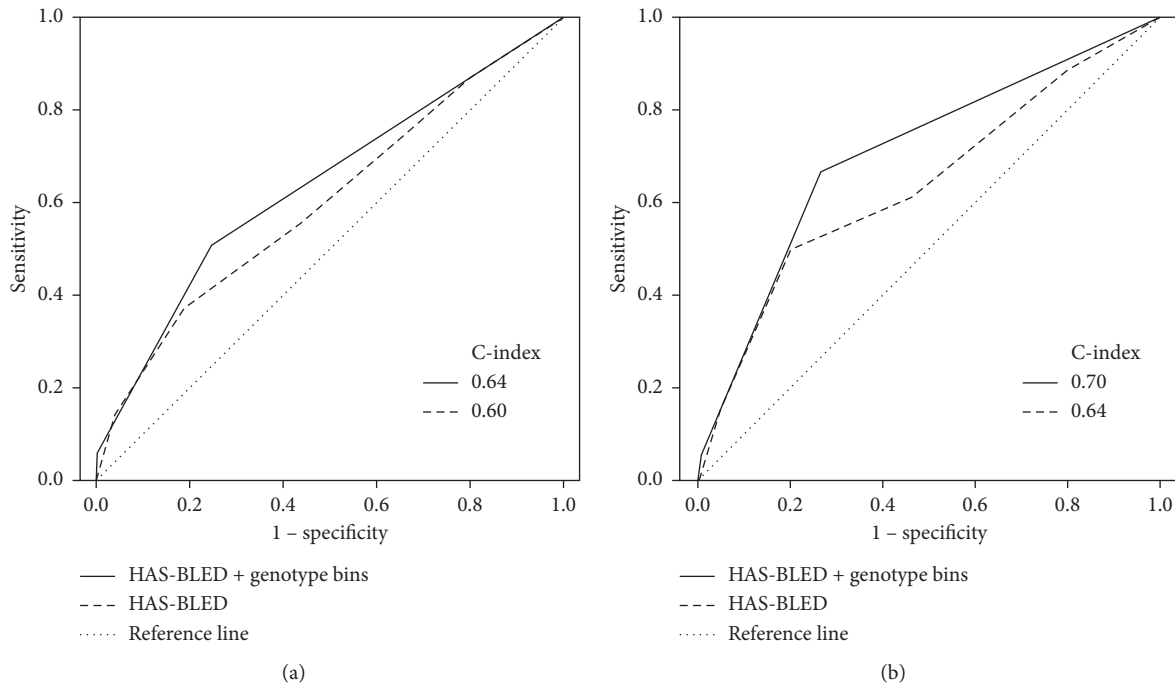 1.0
0.8
0.6
0.4
0.2
0.0
Sensitivity
C-index
0.64
0.60
0.0 0.2 0.4 0.6 0.8 1.0
1 – specificity
HAS-BLED + genotype bins
HAS-BLED
Reference line
(a)
1.0
0.8
0.6
0.4
0.2
0.0
Sensitivity
C-index
0.70
0.64
0.0 0.2 0.4 0.6 0.8 1.0
1 – specificity
HAS-BLED + genotype bins
HAS-BLED
Reference line
(b)